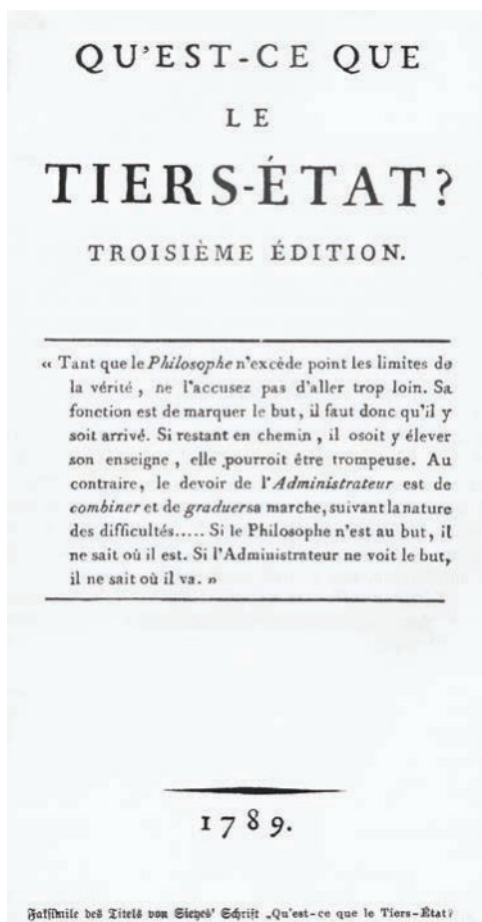 QU'EST-CE QUE
LE
TIERS-ÉTAT?
TROISIÈME ÉDITION.
« Tant que le Philosophe n'excède point les limites de
la vérité, ne l'accusez pas d'aller trop loin. Sa
fonction est de marquer le but, il faut donc qu'il y
soit arrivé. Si restant en chemin, il osoit y élever
son enseigne, elle pourroit être trompeuse. Au
contraire, le devoir de l'Administrateur est de
combiner et de graduer sa marche, suivant la nature
des difficultés..... Si le Philosophe n'est au but, il
ne sait où il est. Si l'Administrateur ne voit le but,
il ne sait où il va. »
1789.
Faksimile des Titels von Sieyes' Schrift „Qu'est-ce que le Tiers-État?